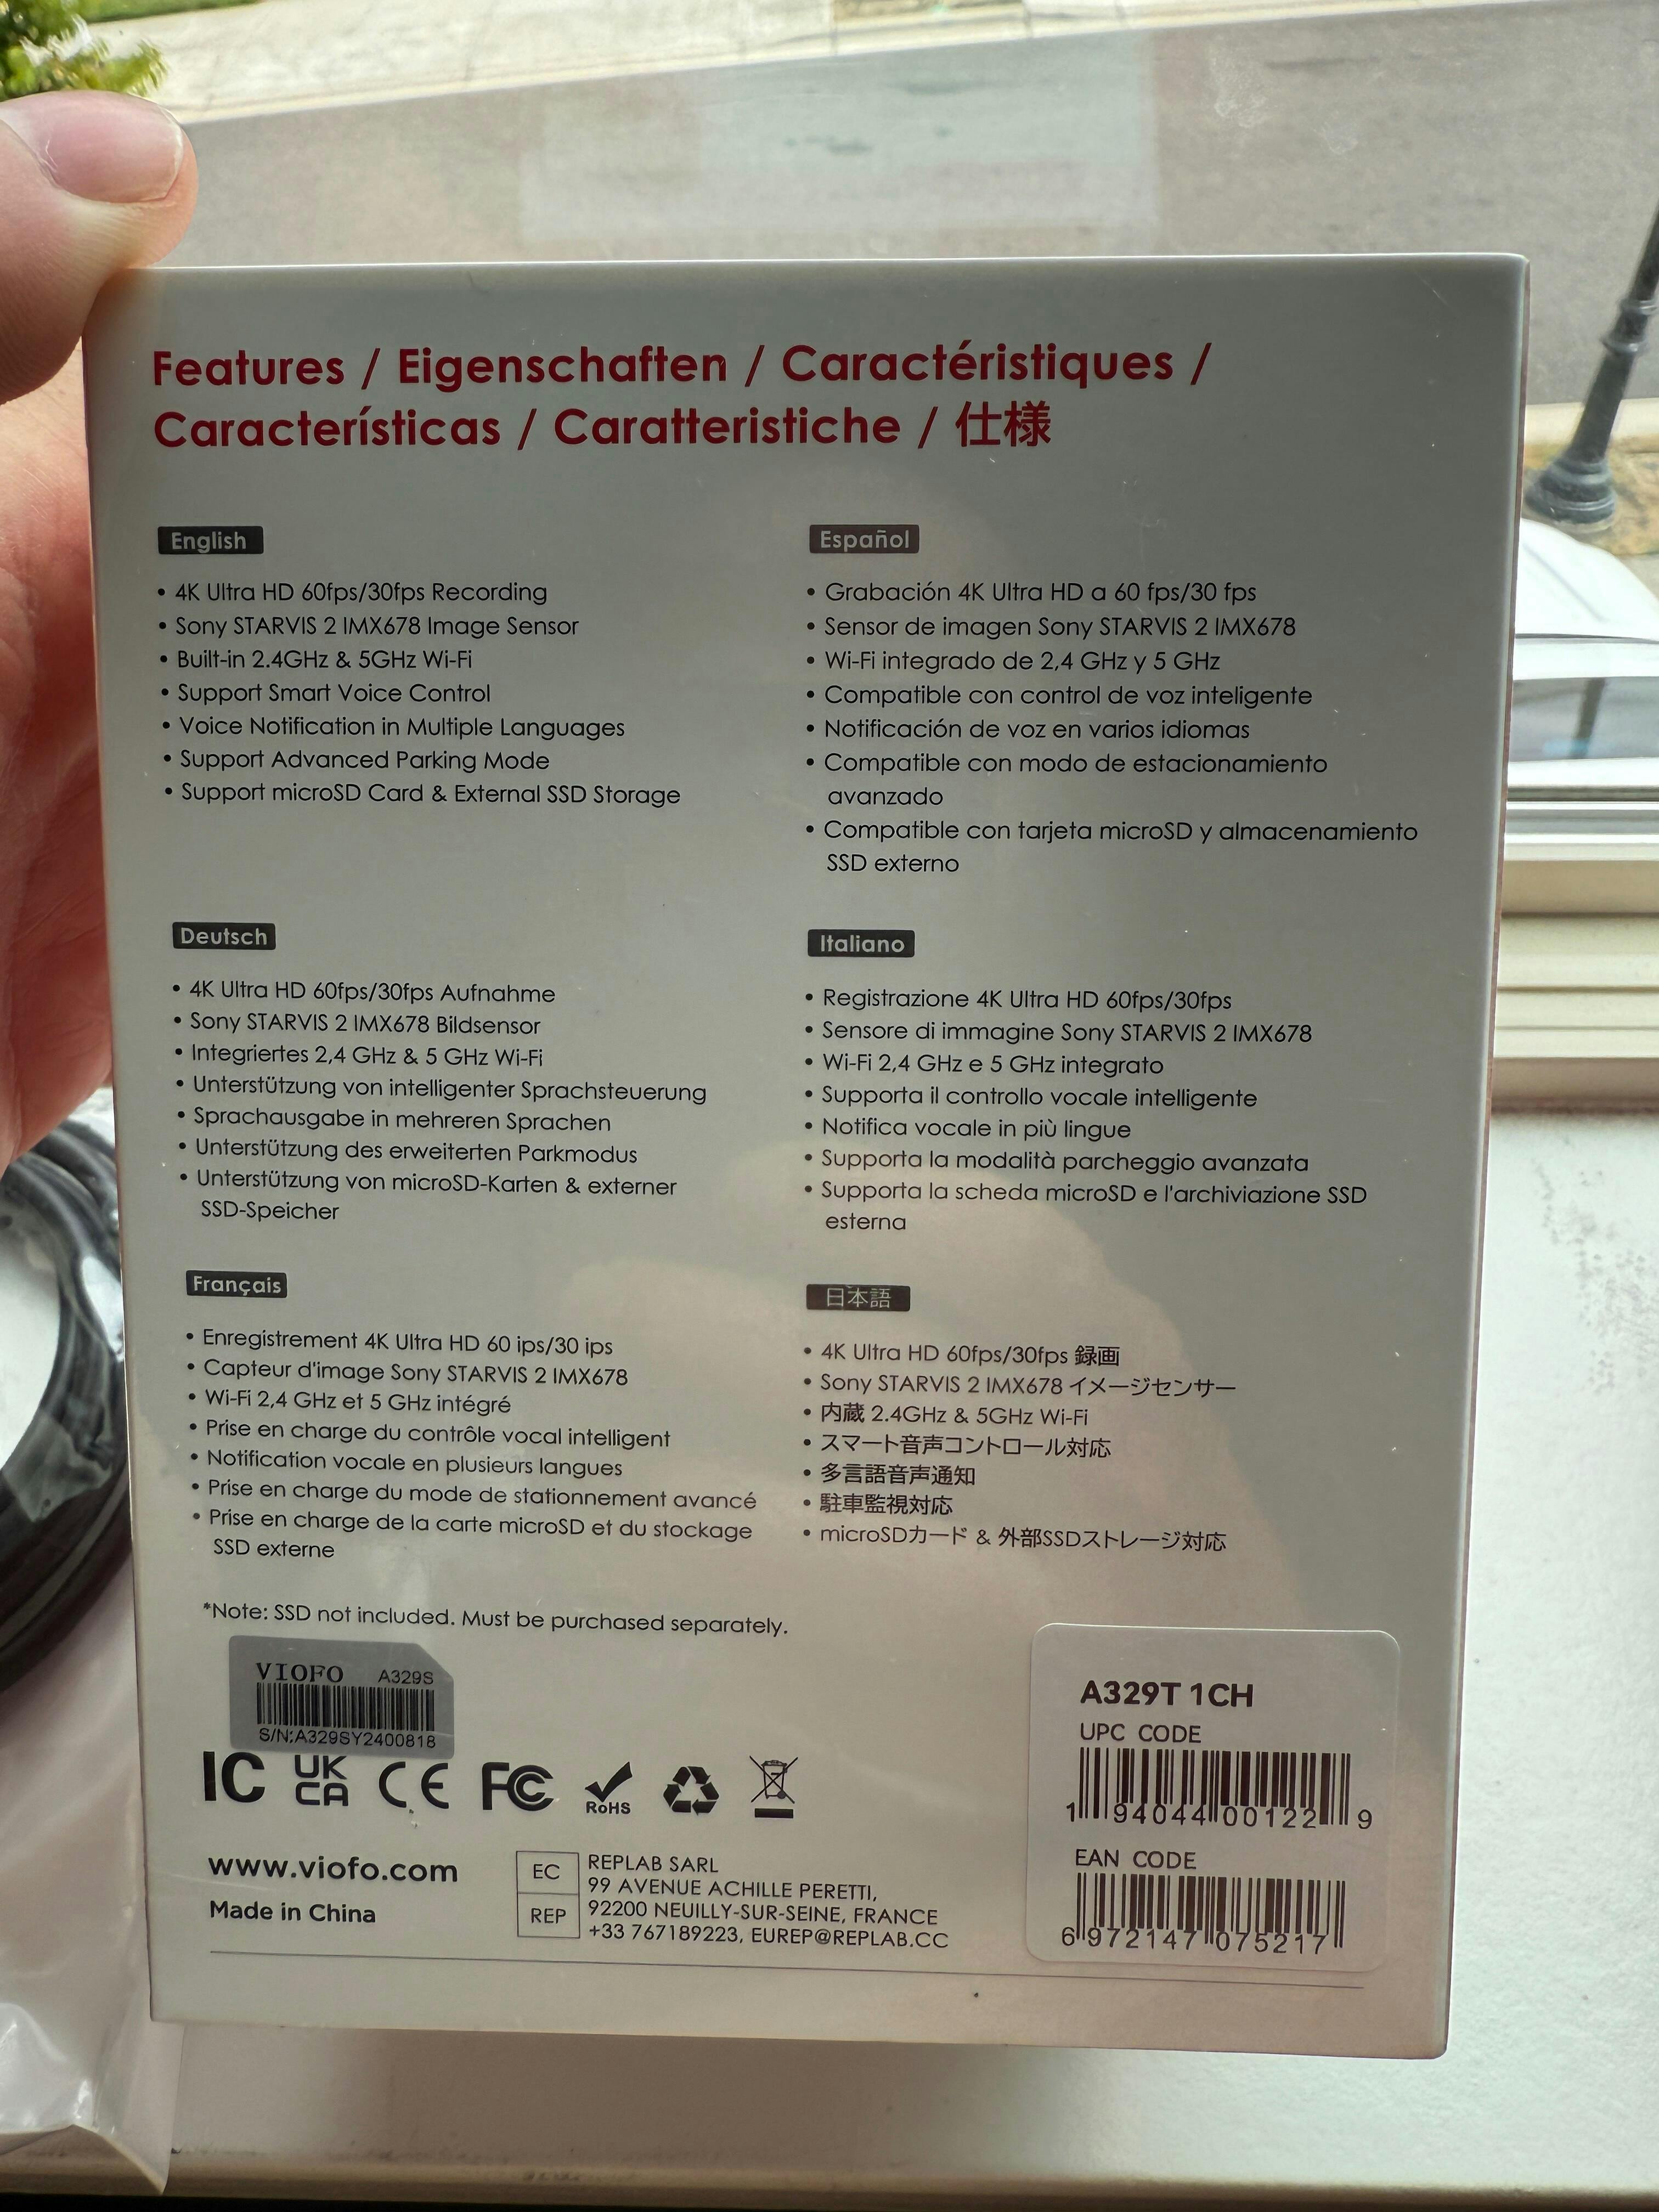 Features / Eigenschaften / Caractéristiques /
Características / Caratteristiche / 仕様
English
• 4K Ultra HD 60fps/30fps Recording
• Sony STARVIS 2 IMX678 Image Sensor
• Built-in 2.4GHz & 5GHz Wi-Fi
• Support Smart Voice Control
• Voice Notification in Multiple Languages
• Support Advanced Parking Mode
• Support microSD Card & External SSD Storage
Español
• Grabación 4K Ultra HD a 60 fps/30 fps
• Sensor de imagen Sony STARVIS 2 IMX678
• Wi-Fi integrado de 2,4 GHz y 5 GHz
• Compatible con control de voz inteligente
• Notificación de voz en varios idiomas
• Compatible con modo de estacionamiento
avanzado
• Compatible con tarjeta microSD y almacenamiento
SSD externo
Deutsch
• 4K Ultra HD 60fps/30fps Aufnahme
• Sony STARVIS 2 IMX678 Bildsensor
• Integriertes 2,4 GHz & 5 GHz Wi-Fi
• Unterstützung von intelligenter Sprachsteuerung
• Sprachausgabe in mehreren Sprachen
• Unterstützung des erweiterten Parkmodus
• Unterstützung von microSD-Karten & externer
SSD-Speicher
Italiano
• Registrazione 4K Ultra HD 60fps/30fps
• Sensore di immagine Sony STARVIS 2 IMX678
• Wi-Fi 2,4 GHz e 5 GHz integrato
• Supporta il controllo vocale intelligente
• Notifica vocale in più lingue
• Supporta la modalità parcheggio avanzata
• Supporta la scheda microSD e l'archiviazione SSD
esterna
Français
• Enregistrement 4K Ultra HD 60 ips/30 ips
• Capteur d'image Sony STARVIS 2 IMX678
• Wi-Fi 2,4 GHz et 5 GHz intégré
• Prise en charge du contrôle vocal intelligent
• Notification vocale en plusieurs langues
• Prise en charge du mode de stationnement avancé
• Prise en charge de la carte microSD et du stockage
SSD externe
日本語
• 4K Ultra HD 60fps/30fps 録画
• Sony STARVIS 2 IMX678 イメージセンサー
• 内蔵 2.4GHz & 5GHz Wi-Fi
• スマート音声コントロール対応
• 多言語音声通知
• 駐車監視対応
• microSDカード & 外部SSDストレージ対応
*Note: SSD not included. Must be purchased separately.
VIOFO A329S
S/N:A329SY2400818
IC UK CA CE FC RoHS
www.viofo.com
Made in China
EC REP
REPLAB SARL
99 AVENUE ACHILLE PERETTI,
92200 NEUILLY-SUR-SEINE, FRANCE
+33 767189223, EUREP@REPLAB.CC
A329T 1CH
UPC CODE
1 94044 00122 9
EAN CODE
6 972147 075217